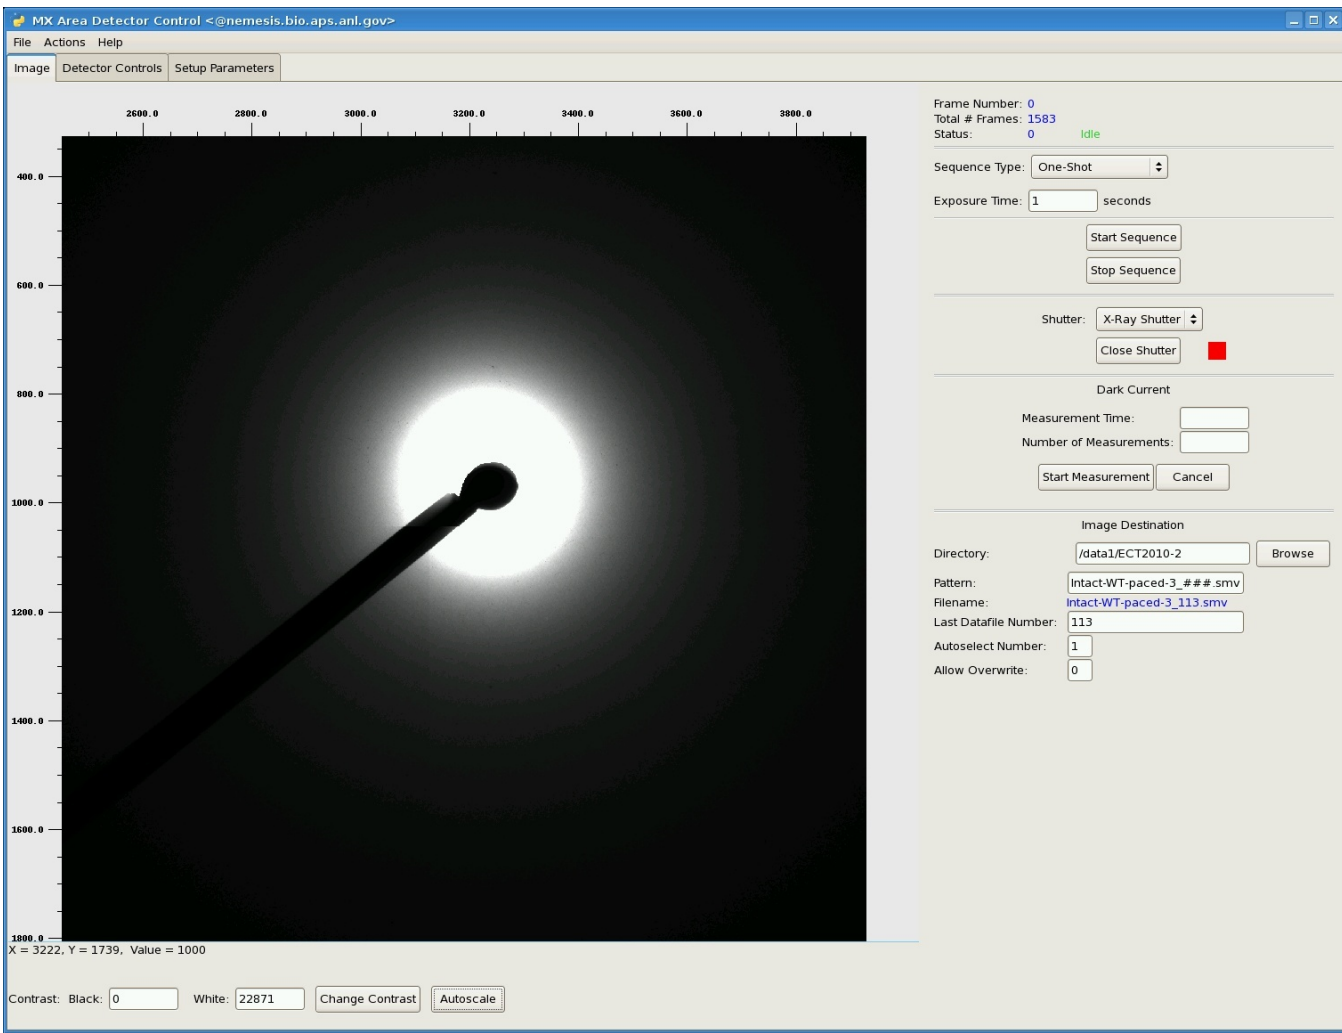 MX Area Detector Control <@nemesis.bio.aps.anl.gov>
File Actions Help
Image Detector Controls Setup Parameters
2600.0 2800.0 3000.0 3200.0 3400.0 3600.0 3800.0
400.0
600.0
800.0
1000.0
1200.0
1400.0
1600.0
1800.0
X = 3222, Y = 1739, Value = 1000
Contrast: Black: 0 White: 22871 Change Contrast Autoscale
Frame Number: 0
Total # Frames: 1583
Status: 0 Idle
Sequence Type: One-Shot
Exposure Time: 1 seconds
Start Sequence
Stop Sequence
Shutter: X-Ray Shutter
Close Shutter
Dark Current
Measurement Time:
Number of Measurements:
Start Measurement Cancel
Image Destination
Directory: /data1/ECT2010-2 Browse
Pattern: Intact-WT-paced-3_###.smv
Filename: Intact-WT-paced-3_113.smv
Last Datafile Number: 113
Autoselect Number: 1
Allow Overwrite: 0